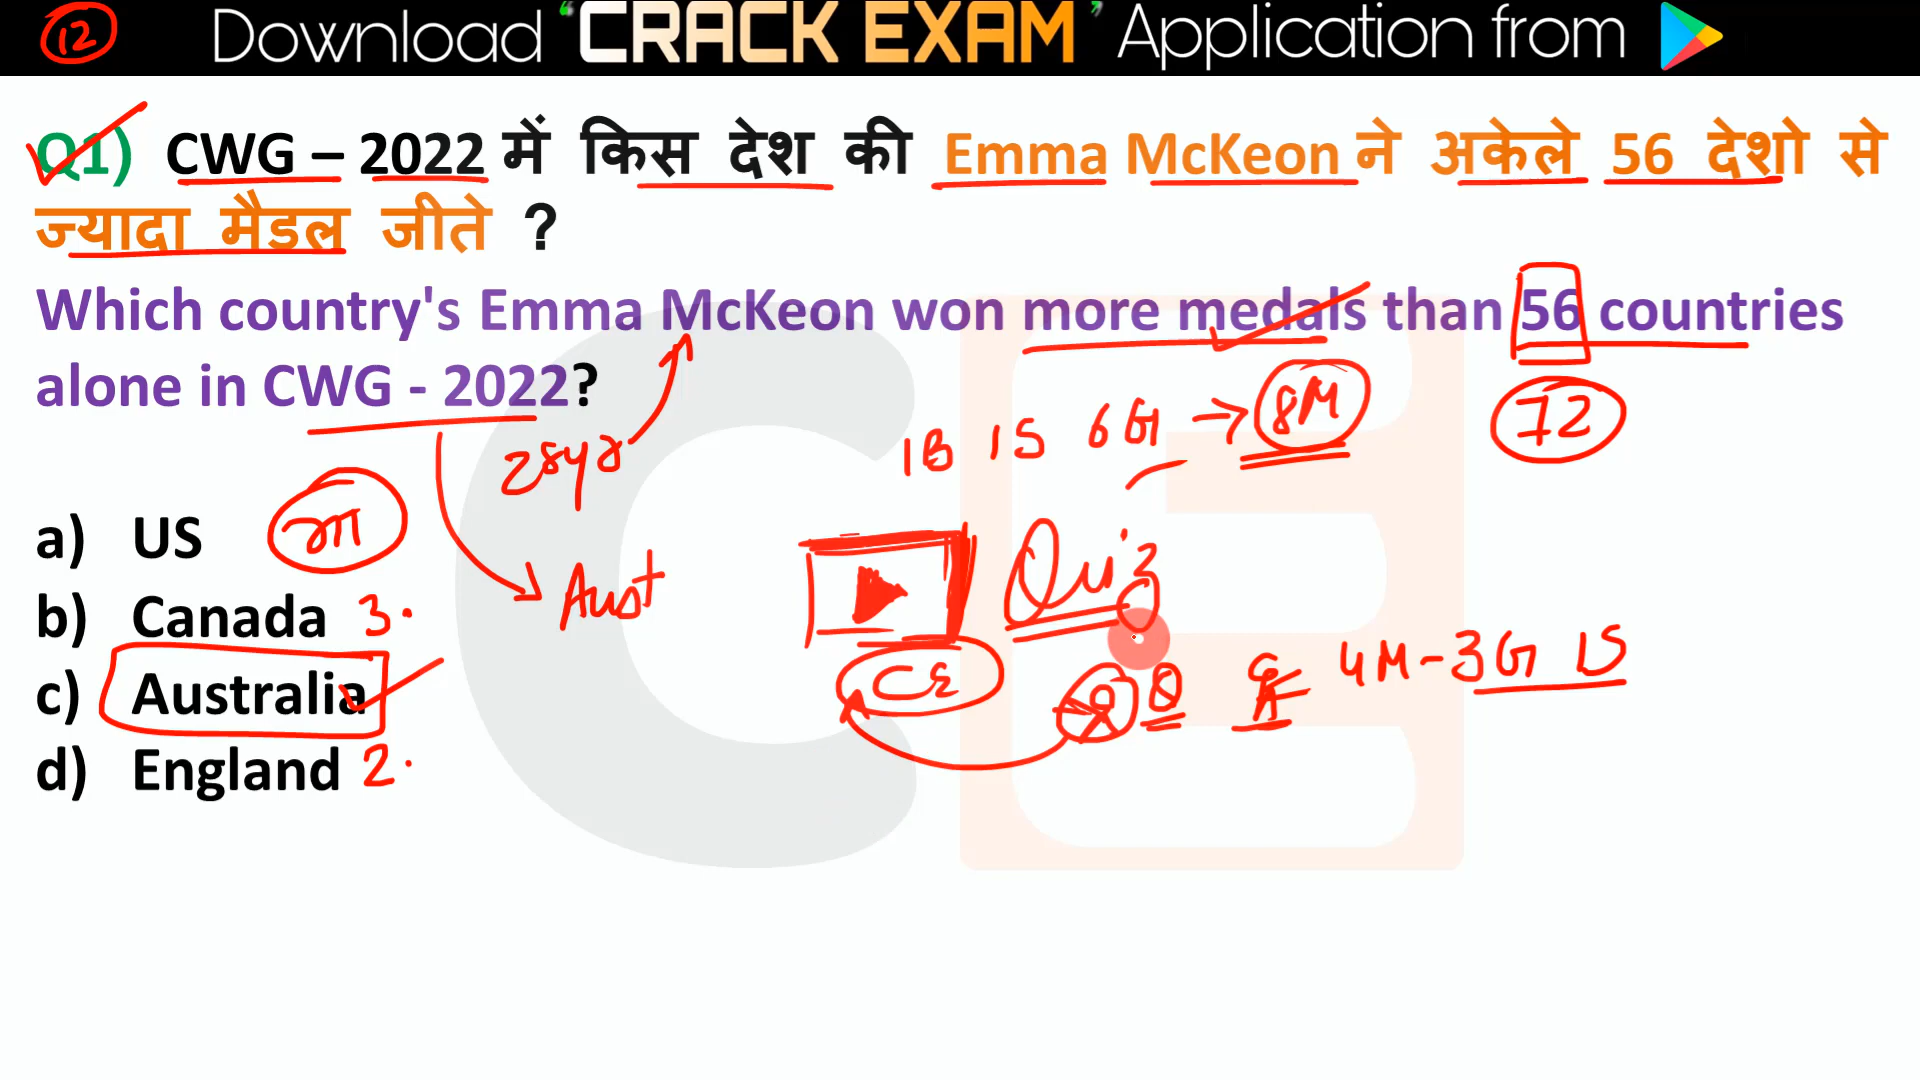 12
Download "CRACK EXAM" Application from
Q1) CWG – 2022 में किस देश की Emma McKeon ने अकेले 56 देशो से
ज्यादा मैडल जीते ?
Which country's Emma McKeon won more medals than 56 countries
alone in CWG - 2022?
1B 1S 6G → 8M
72
a) US
Aust
Quiz
b) Canada 3.
c) Australia
CE
4M-3G 1S
d) England 2.